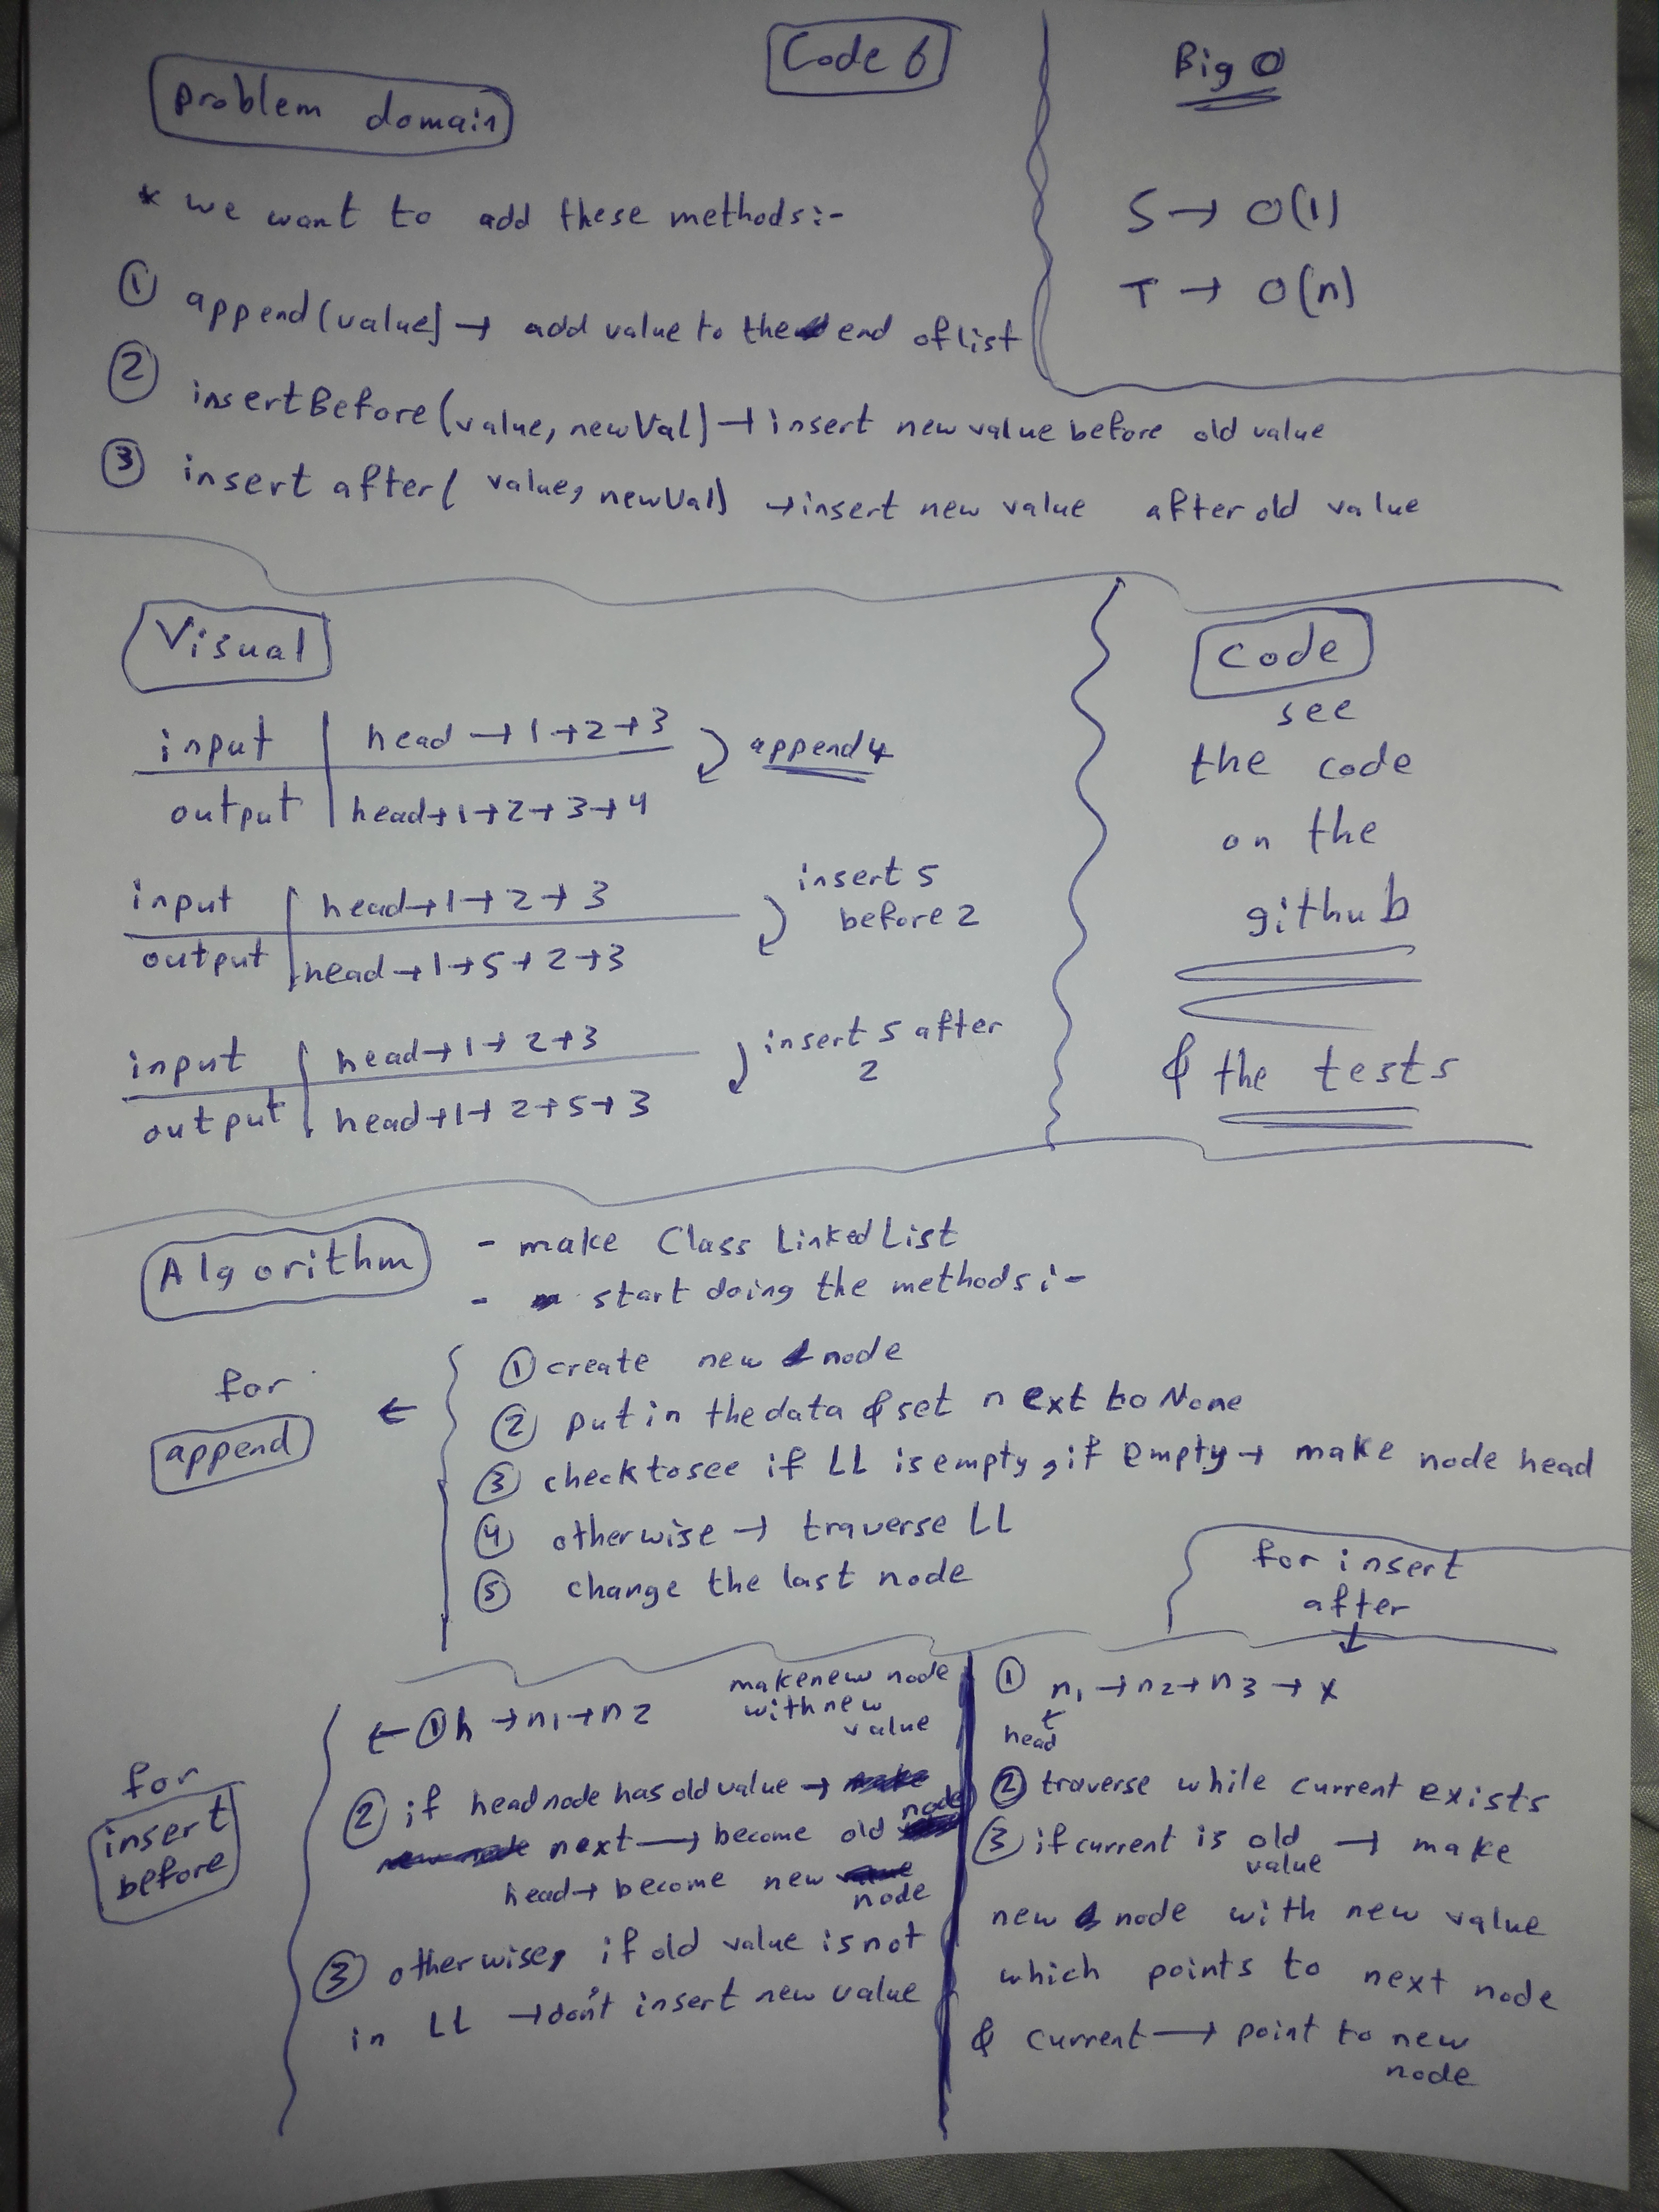 Code 6
problem domain
* we want to add these methods:-
① append(value) → add value to the end of list
② insertBefore(value, newVal) → insert new value before old value
③ insert after( value, newVal) → insert new value after old value
Big O
S → O(1)
T → O(n)
Visual
input | head → 1 → 2 → 3
output | head → 1 → 2 → 3 → 4
append 4
input | head → 1 → 2 → 3
output | head → 1 → 5 → 2 → 3
insert 5
before 2
input | head → 1 → 2 → 3
output | head → 1 → 2 → 5 → 3
insert 5 after
2
Code
see
the code
on the
github
& the tests
Algorithm
- make Class Linked List
- start doing the methods:-
for
append
←
① create new node
② put in the data & set next to None
③ check to see if LL is empty, if empty → make node head
④ otherwise → traverse LL
⑤ change the last node
for
insert
before
← ① h → n1 → n2
make new node
with new
value
② if head node has old value →
next → become old node
head → become new node
③ otherwise, if old value is not
in LL → don't insert new value
for insert
after
↓
① n1 → n2 → n3 → x
head
② traverse while current exists
③ if current is old value → make
new node with new value
which points to next node
& current → point to new
node